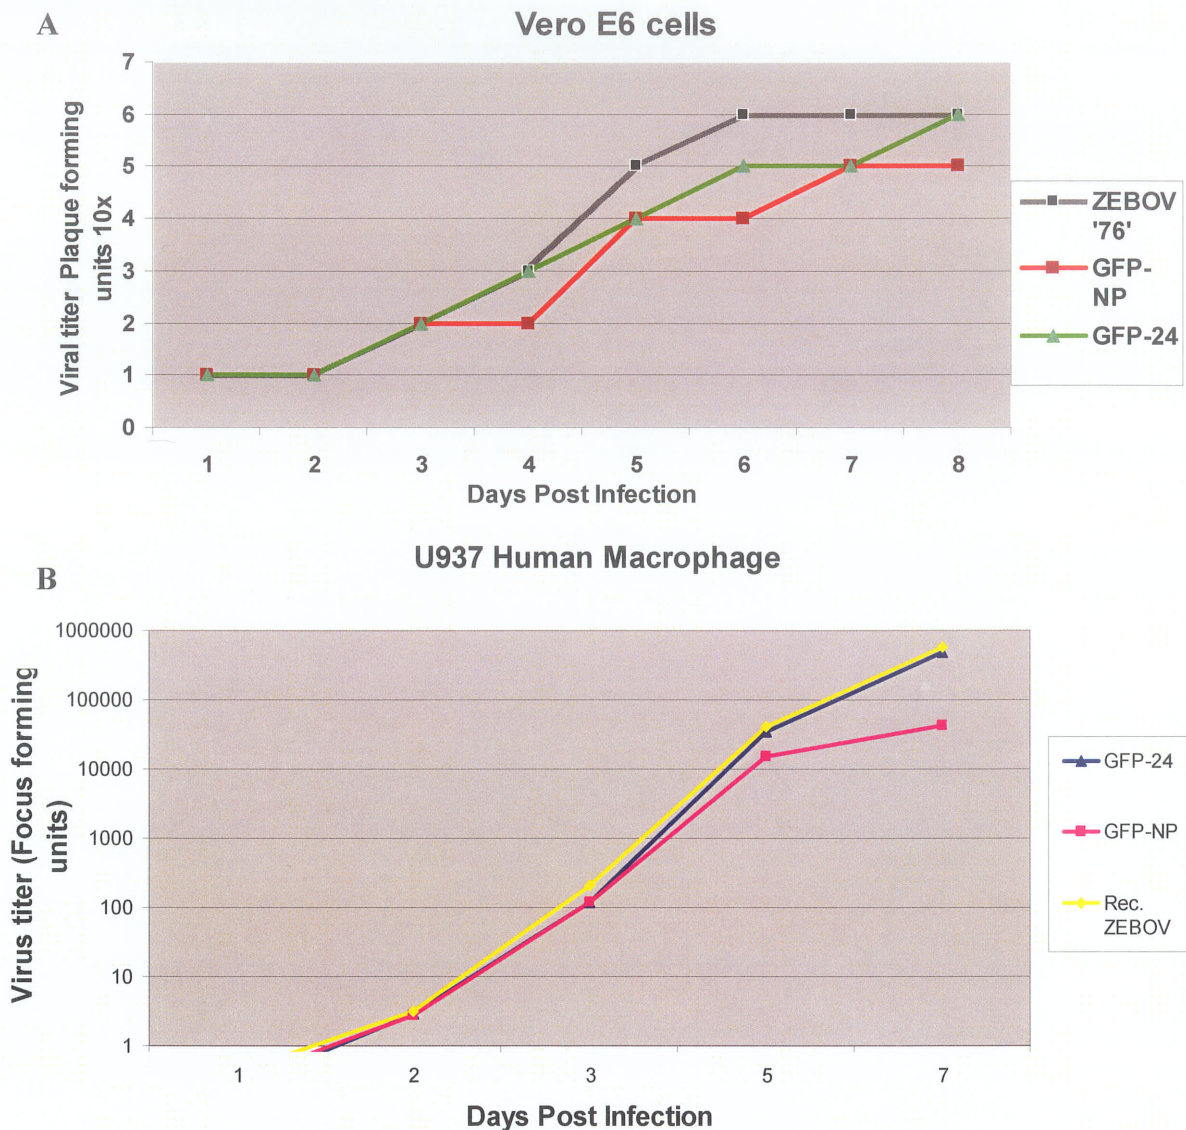 A
Vero E6 cells
7
6
5
4
3
2
1
0
Viral titer Plaque forming
units 10x
1 2 3 4 5 6 7 8
Days Post Infection
ZEBOV
'76'
GFP-
NP
GFP-24
B
U937 Human Macrophage
1000000
100000
10000
1000
100
10
1
Virus titer (Focus forming
units)
1 2 3 5 7
Days Post Infection
GFP-24
GFP-NP
Rec.
ZEBOV